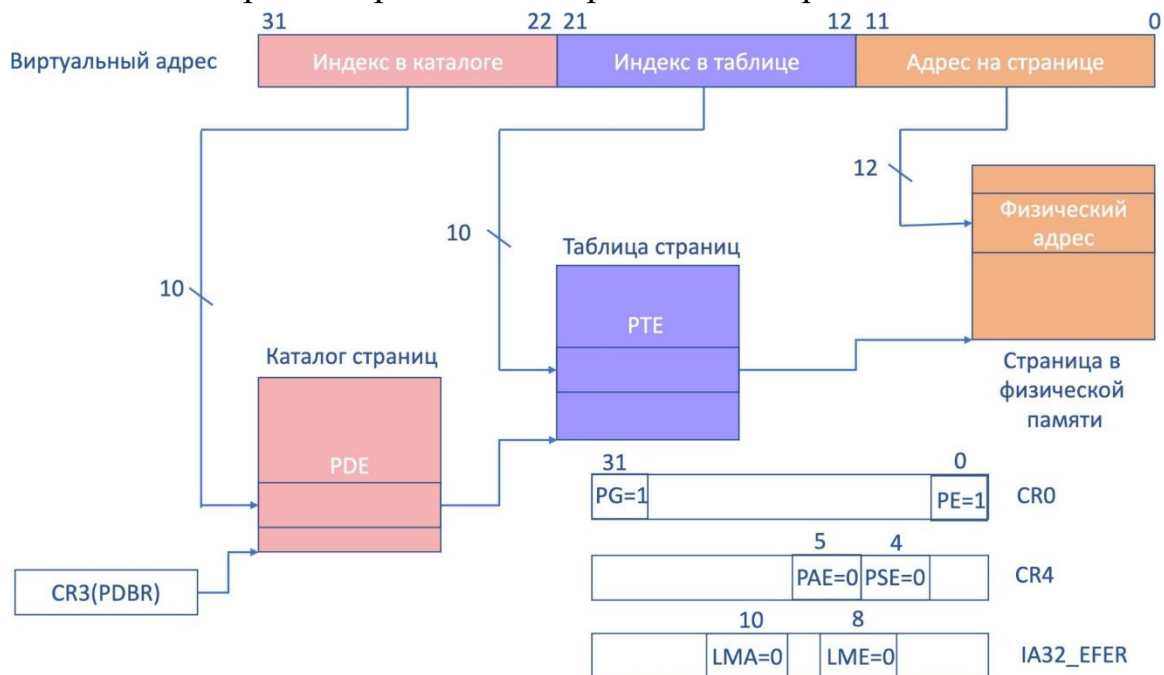 31 22 21 12 11 0
Виртуальный адрес
Индекс в каталоге
Индекс в таблице
Адрес на странице
12
Физический
адрес
10
Таблица страниц
10
PTE
Каталог страниц
Страница в
физической
памяти
PDE
31 0
PG=1 PE=1 CR0
5 4
PAE=0 PSE=0 CR4
CR3(PDBR)
10 8
LMA=0 LME=0 IA32_EFER